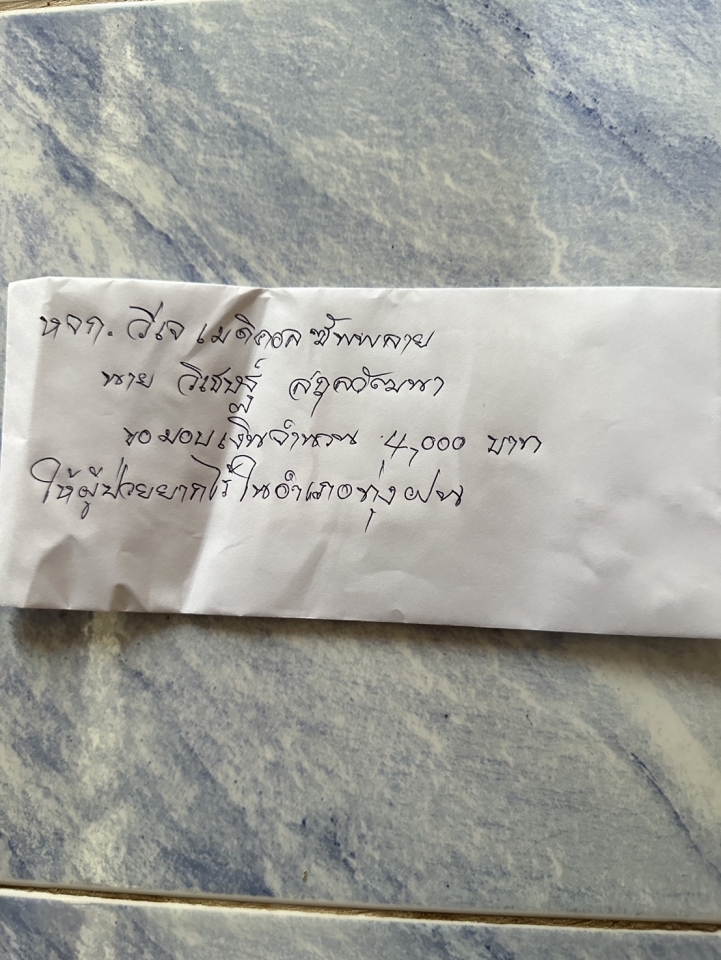 หจก. วีเจ เมดิคอล ซัพพลาย
นาย วิเชษฐ์ สกุลวัฒนา
ขอมอบเงินจำนวน 4,000 บาท
ให้ผู้ป่วยยากไร้ในอำเภอทุ่งฝน